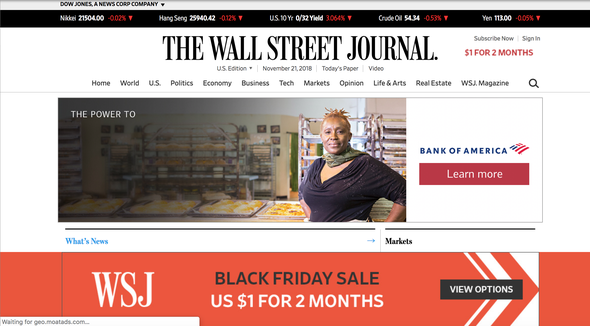 DOW JONES, A NEWS CORP COMPANY ▼
Nikkei 21504.00 -0.02% ▼ Hang Seng 25940.42 -0.12% ▼ U.S. 10 Yr 0/32 Yield 3.064% ▼ Crude Oil 54.34 -0.53% ▼ Yen 113.00 -0.05% ▼
THE WALL STREET JOURNAL.
Subscribe Now | Sign In
$1 FOR 2 MONTHS
U.S. Edition ▼ | November 21, 2018 | Today's Paper | Video
Home World U.S. Politics Economy Business Tech Markets Opinion Life & Arts Real Estate WSJ. Magazine
THE POWER TO
BANK OF AMERICA
Learn more
What's News →
Markets
WSJ
BLACK FRIDAY SALE
US $1 FOR 2 MONTHS
VIEW OPTIONS
Waiting for geo.moatads.com...